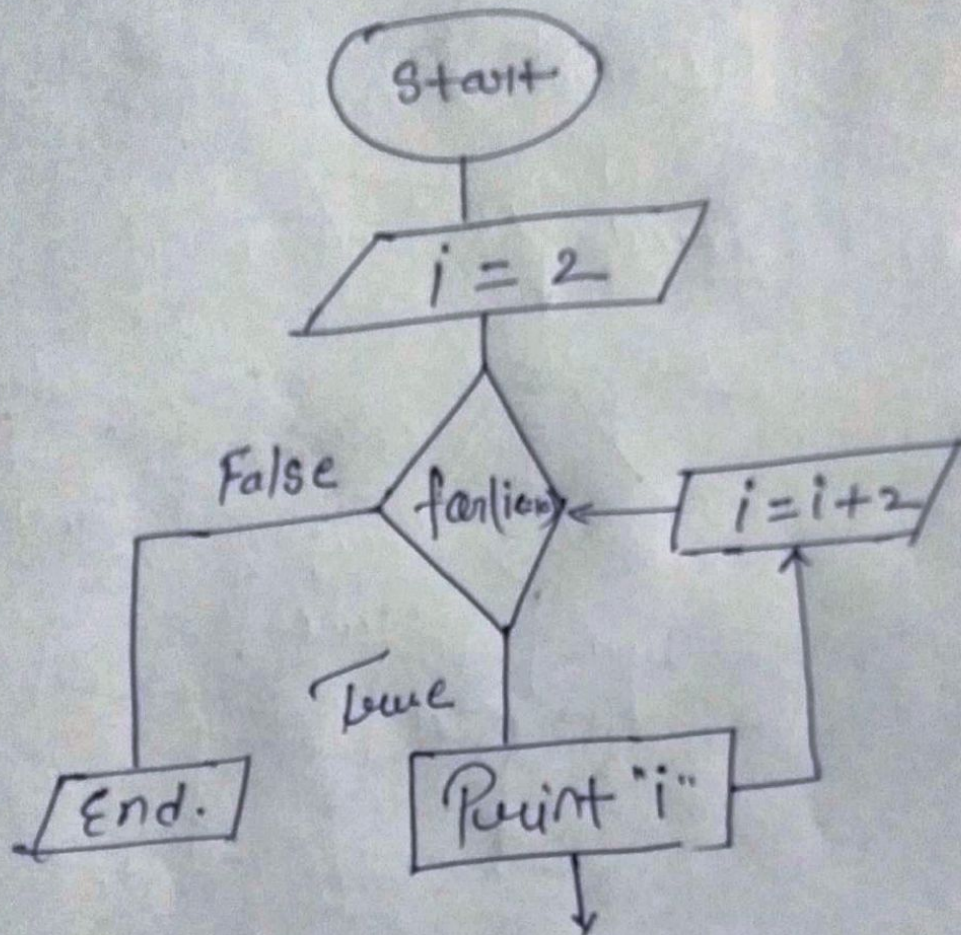 Start
i = 2
False
i = i + 2
True
Print "i"
End.